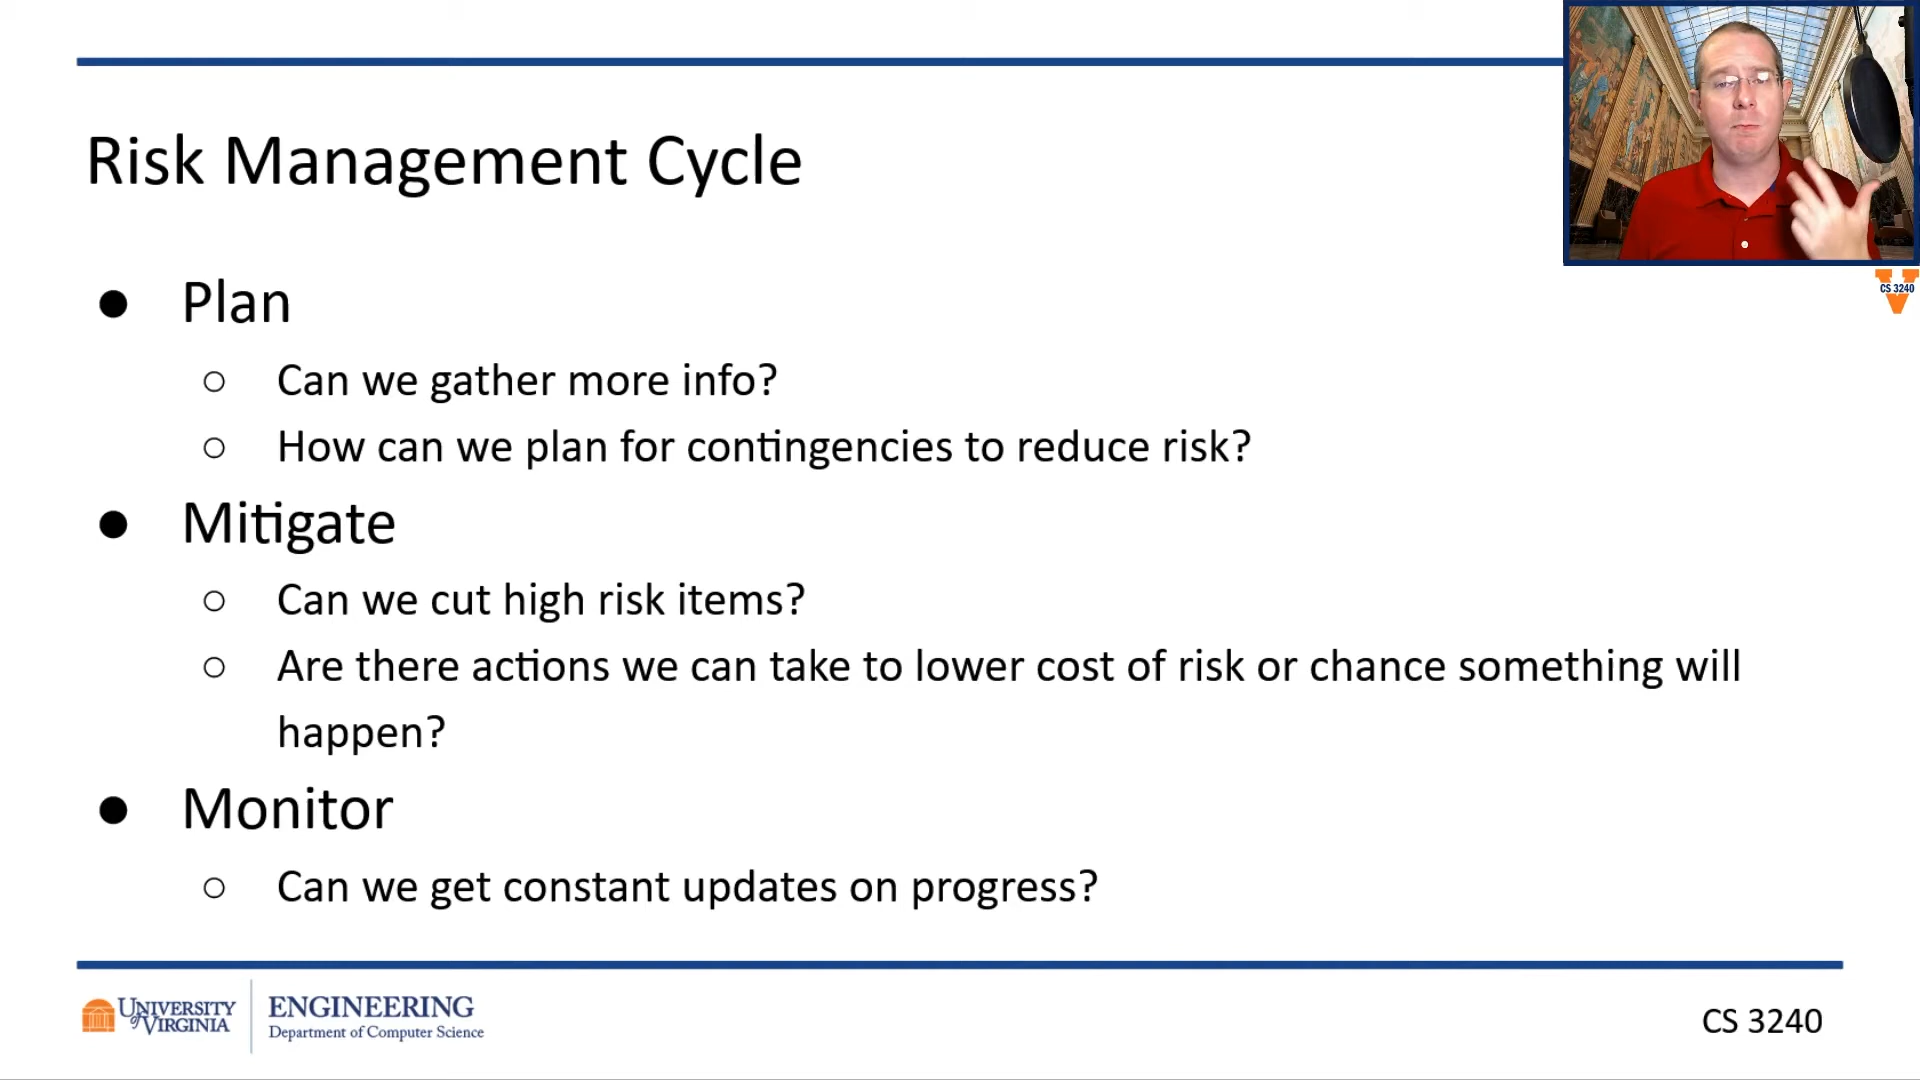 Risk Management Cycle
CS 3240
● Plan
○ Can we gather more info?
○ How can we plan for contingencies to reduce risk?
● Mitigate
○ Can we cut high risk items?
○ Are there actions we can take to lower cost of risk or chance something will
happen?
● Monitor
○ Can we get constant updates on progress?
UNIVERSITY
of VIRGINIA
ENGINEERING
Department of Computer Science
CS 3240